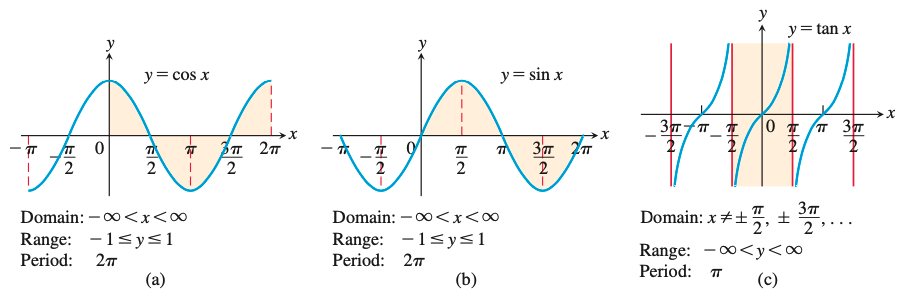 y
y = cos x
x
−π
−π/2
0
π/2
π
3π/2
2π
Domain: −∞ < x < ∞
Range: −1 ≤ y ≤ 1
Period: 2π
(a)
y
y = sin x
x
−π
−π/2
0
π/2
π
3π/2
2π
Domain: −∞ < x < ∞
Range: −1 ≤ y ≤ 1
Period: 2π
(b)
y
y = tan x
x
−3π/2
−π
−π/2
0
π/2
π
3π/2
Domain: x ≠ ± π/2, ± 3π/2, . . .
Range: −∞ < y < ∞
Period: π
(c)